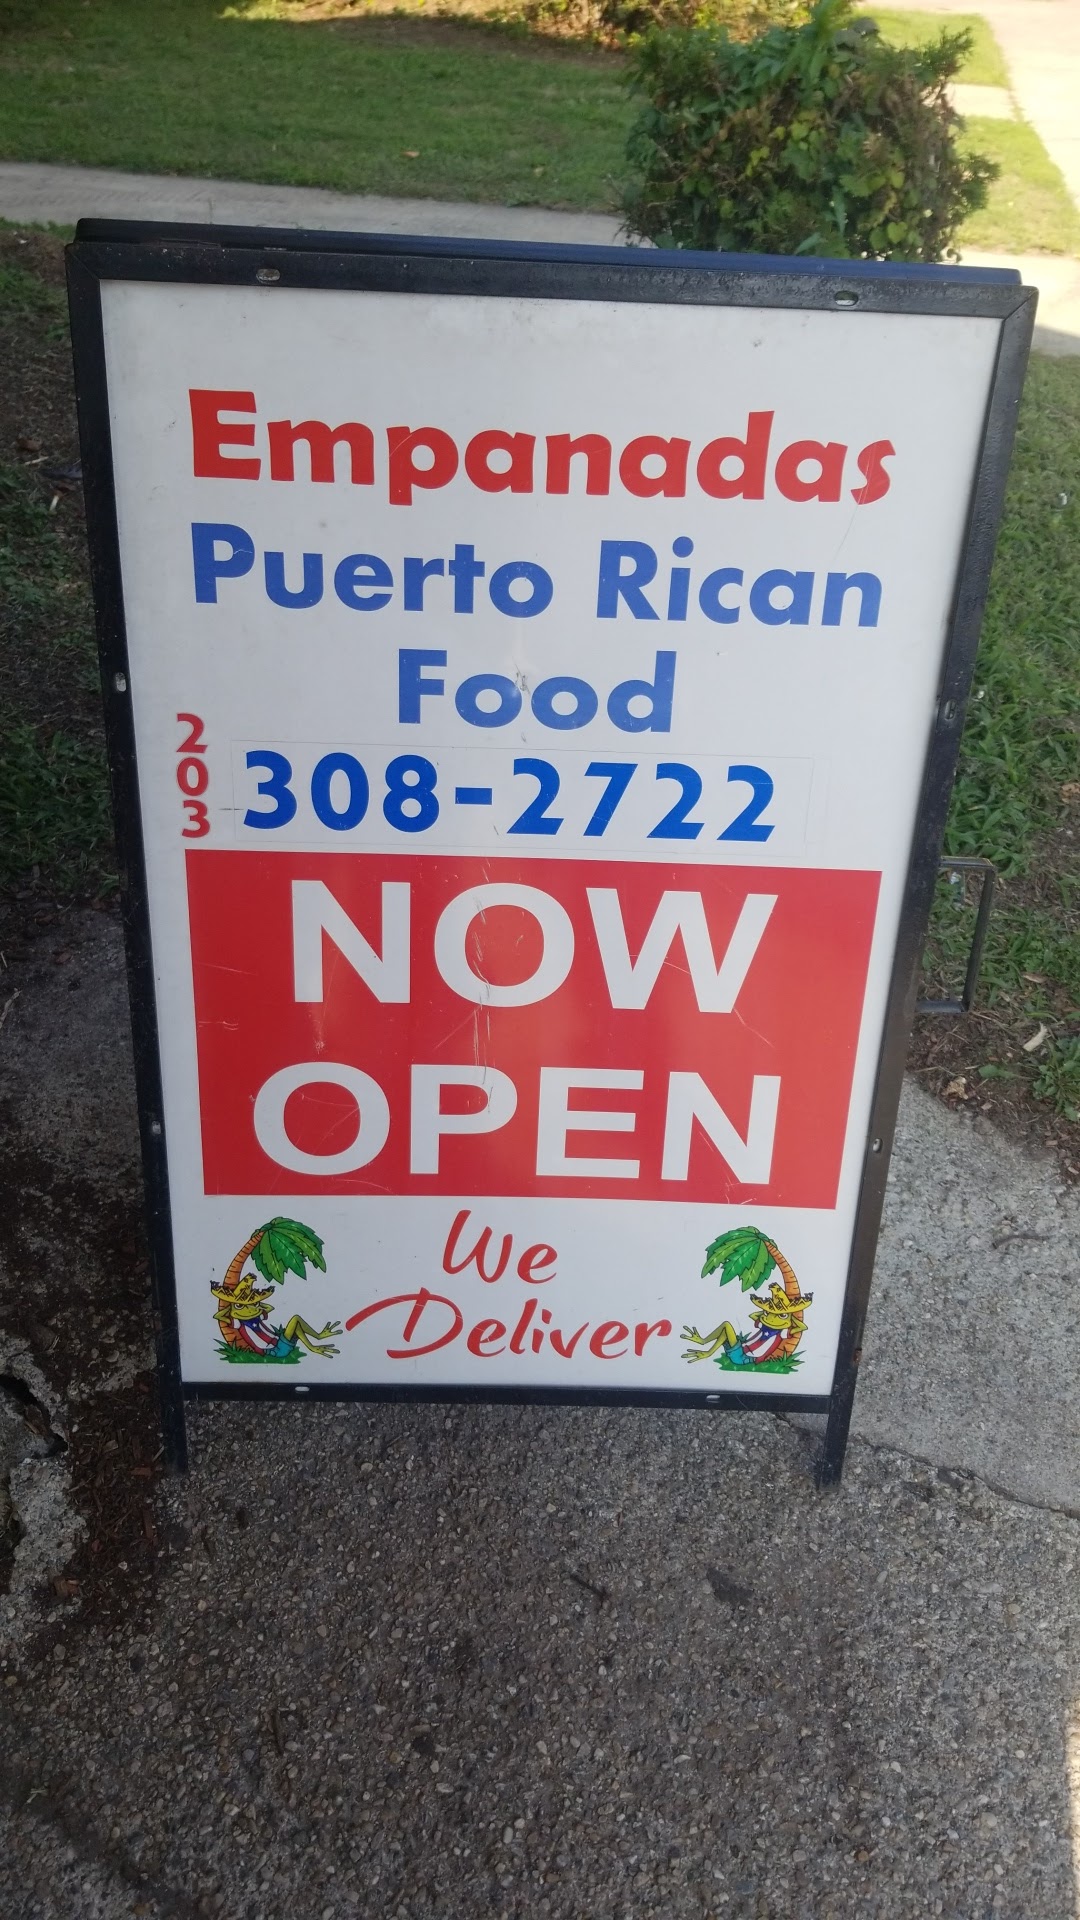 Empanadas
Puerto Rican
Food
203 308-2722
NOW
OPEN
We
Deliver